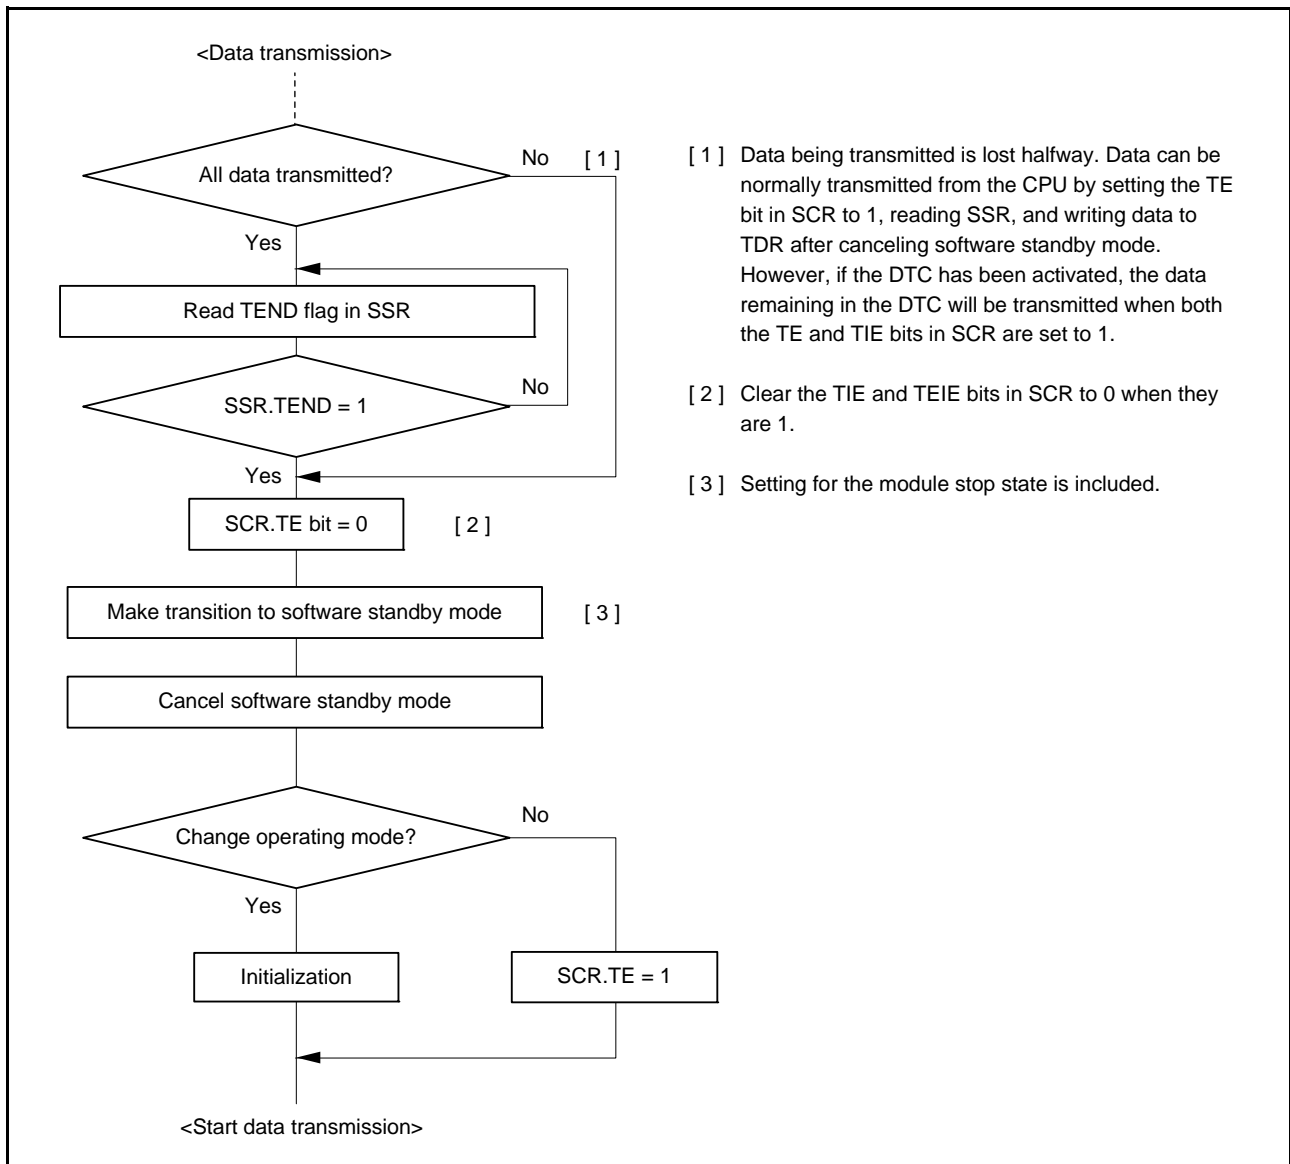 <Data transmission>
All data transmitted?
No [ 1 ]
Yes
Read TEND flag in SSR
SSR.TEND = 1
No
Yes
SCR.TE bit = 0
[ 2 ]
Make transition to software standby mode
[ 3 ]
Cancel software standby mode
Change operating mode?
No
Yes
Initialization
SCR.TE = 1
<Start data transmission>
[ 1 ] Data being transmitted is lost halfway. Data can be
normally transmitted from the CPU by setting the TE
bit in SCR to 1, reading SSR, and writing data to
TDR after canceling software standby mode.
However, if the DTC has been activated, the data
remaining in the DTC will be transmitted when both
the TE and TIE bits in SCR are set to 1.
[ 2 ] Clear the TIE and TEIE bits in SCR to 0 when they
are 1.
[ 3 ] Setting for the module stop state is included.